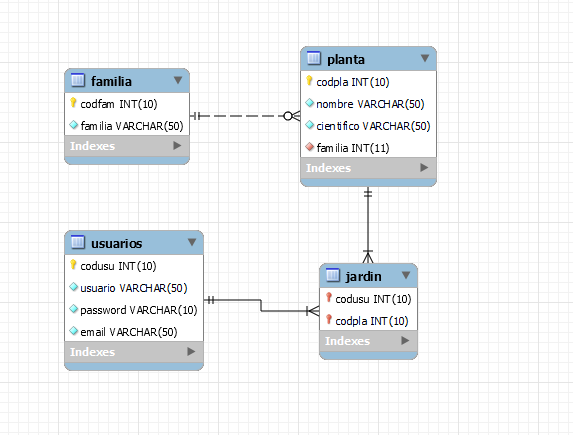 familia
codfam INT(10)
familia VARCHAR(50)
Indexes
planta
codpla INT(10)
nombre VARCHAR(50)
cientifico VARCHAR(50)
familia INT(11)
Indexes
usuarios
codusu INT(10)
usuario VARCHAR(50)
password VARCHAR(10)
email VARCHAR(50)
Indexes
jardin
codusu INT(10)
codpla INT(10)
Indexes